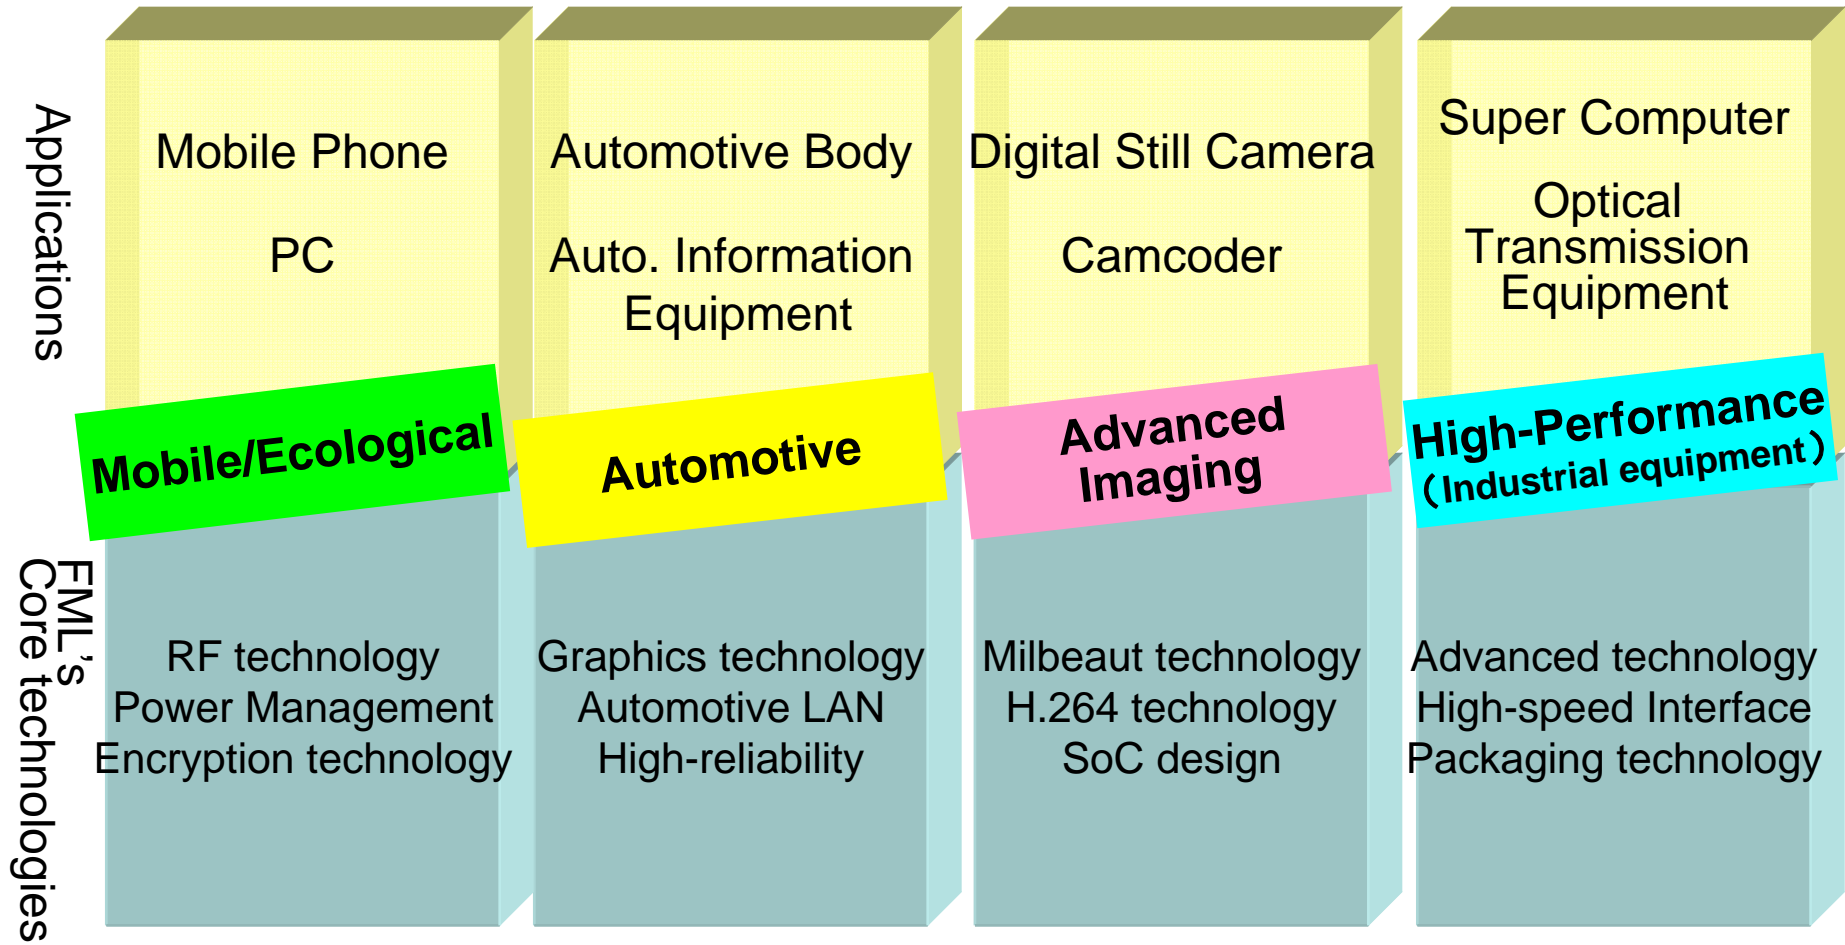 Applications
Mobile Phone
PC
Automotive Body
Auto. Information
Equipment
Digital Still Camera
Camcoder
Super Computer
Optical
Transmission
Equipment
Mobile/Ecological
Automotive
Advanced
Imaging
High-Performance
（Industrial equipment）
FML's
Core technologies
RF technology
Power Management
Encryption technology
Graphics technology
Automotive LAN
High-reliability
Milbeaut technology
H.264 technology
SoC design
Advanced technology
High-speed Interface
Packaging technology